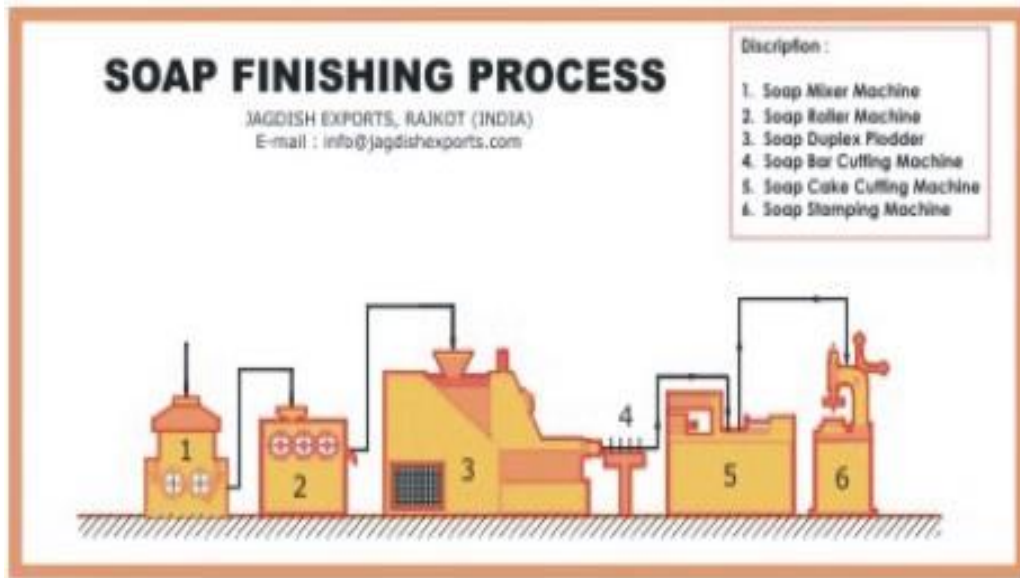 SOAP FINISHING PROCESS
JAGDISH EXPORTS, RAJKOT (INDIA)
E-mail : info@jagdishexports.com
Discription :
1. Soap Mixer Machine
2. Soap Roller Machine
3. Soap Duplex Plodder
4. Soap Bar Cutting Machine
5. Soap Cake Cutting Machine
6. Soap Stamping Machine
1
2
3
4
5
6